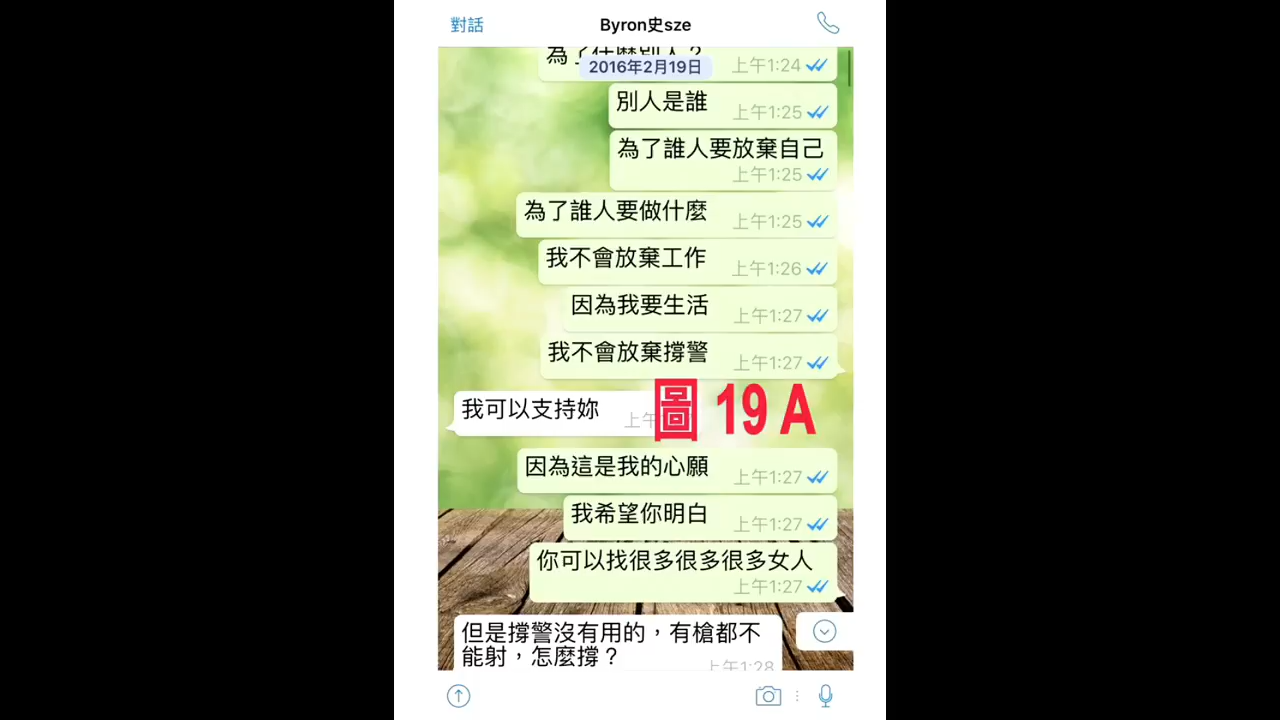 對話
Byron史sze
為了什麼別人？
上午1:24
2016年2月19日
別人是誰
上午1:25
為了誰人要放棄自己
上午1:25
為了誰人要做什麼
上午1:25
我不會放棄工作
上午1:26
因為我要生活
上午1:27
我不會放棄撐警
上午1:27
我可以支持妳
上午
圖 19 A
因為這是我的心願
上午1:27
我希望你明白
上午1:27
你可以找很多很多很多女人
上午1:27
但是撐警沒有用的，有槍都不
能射，怎麼撐？
上午1:28